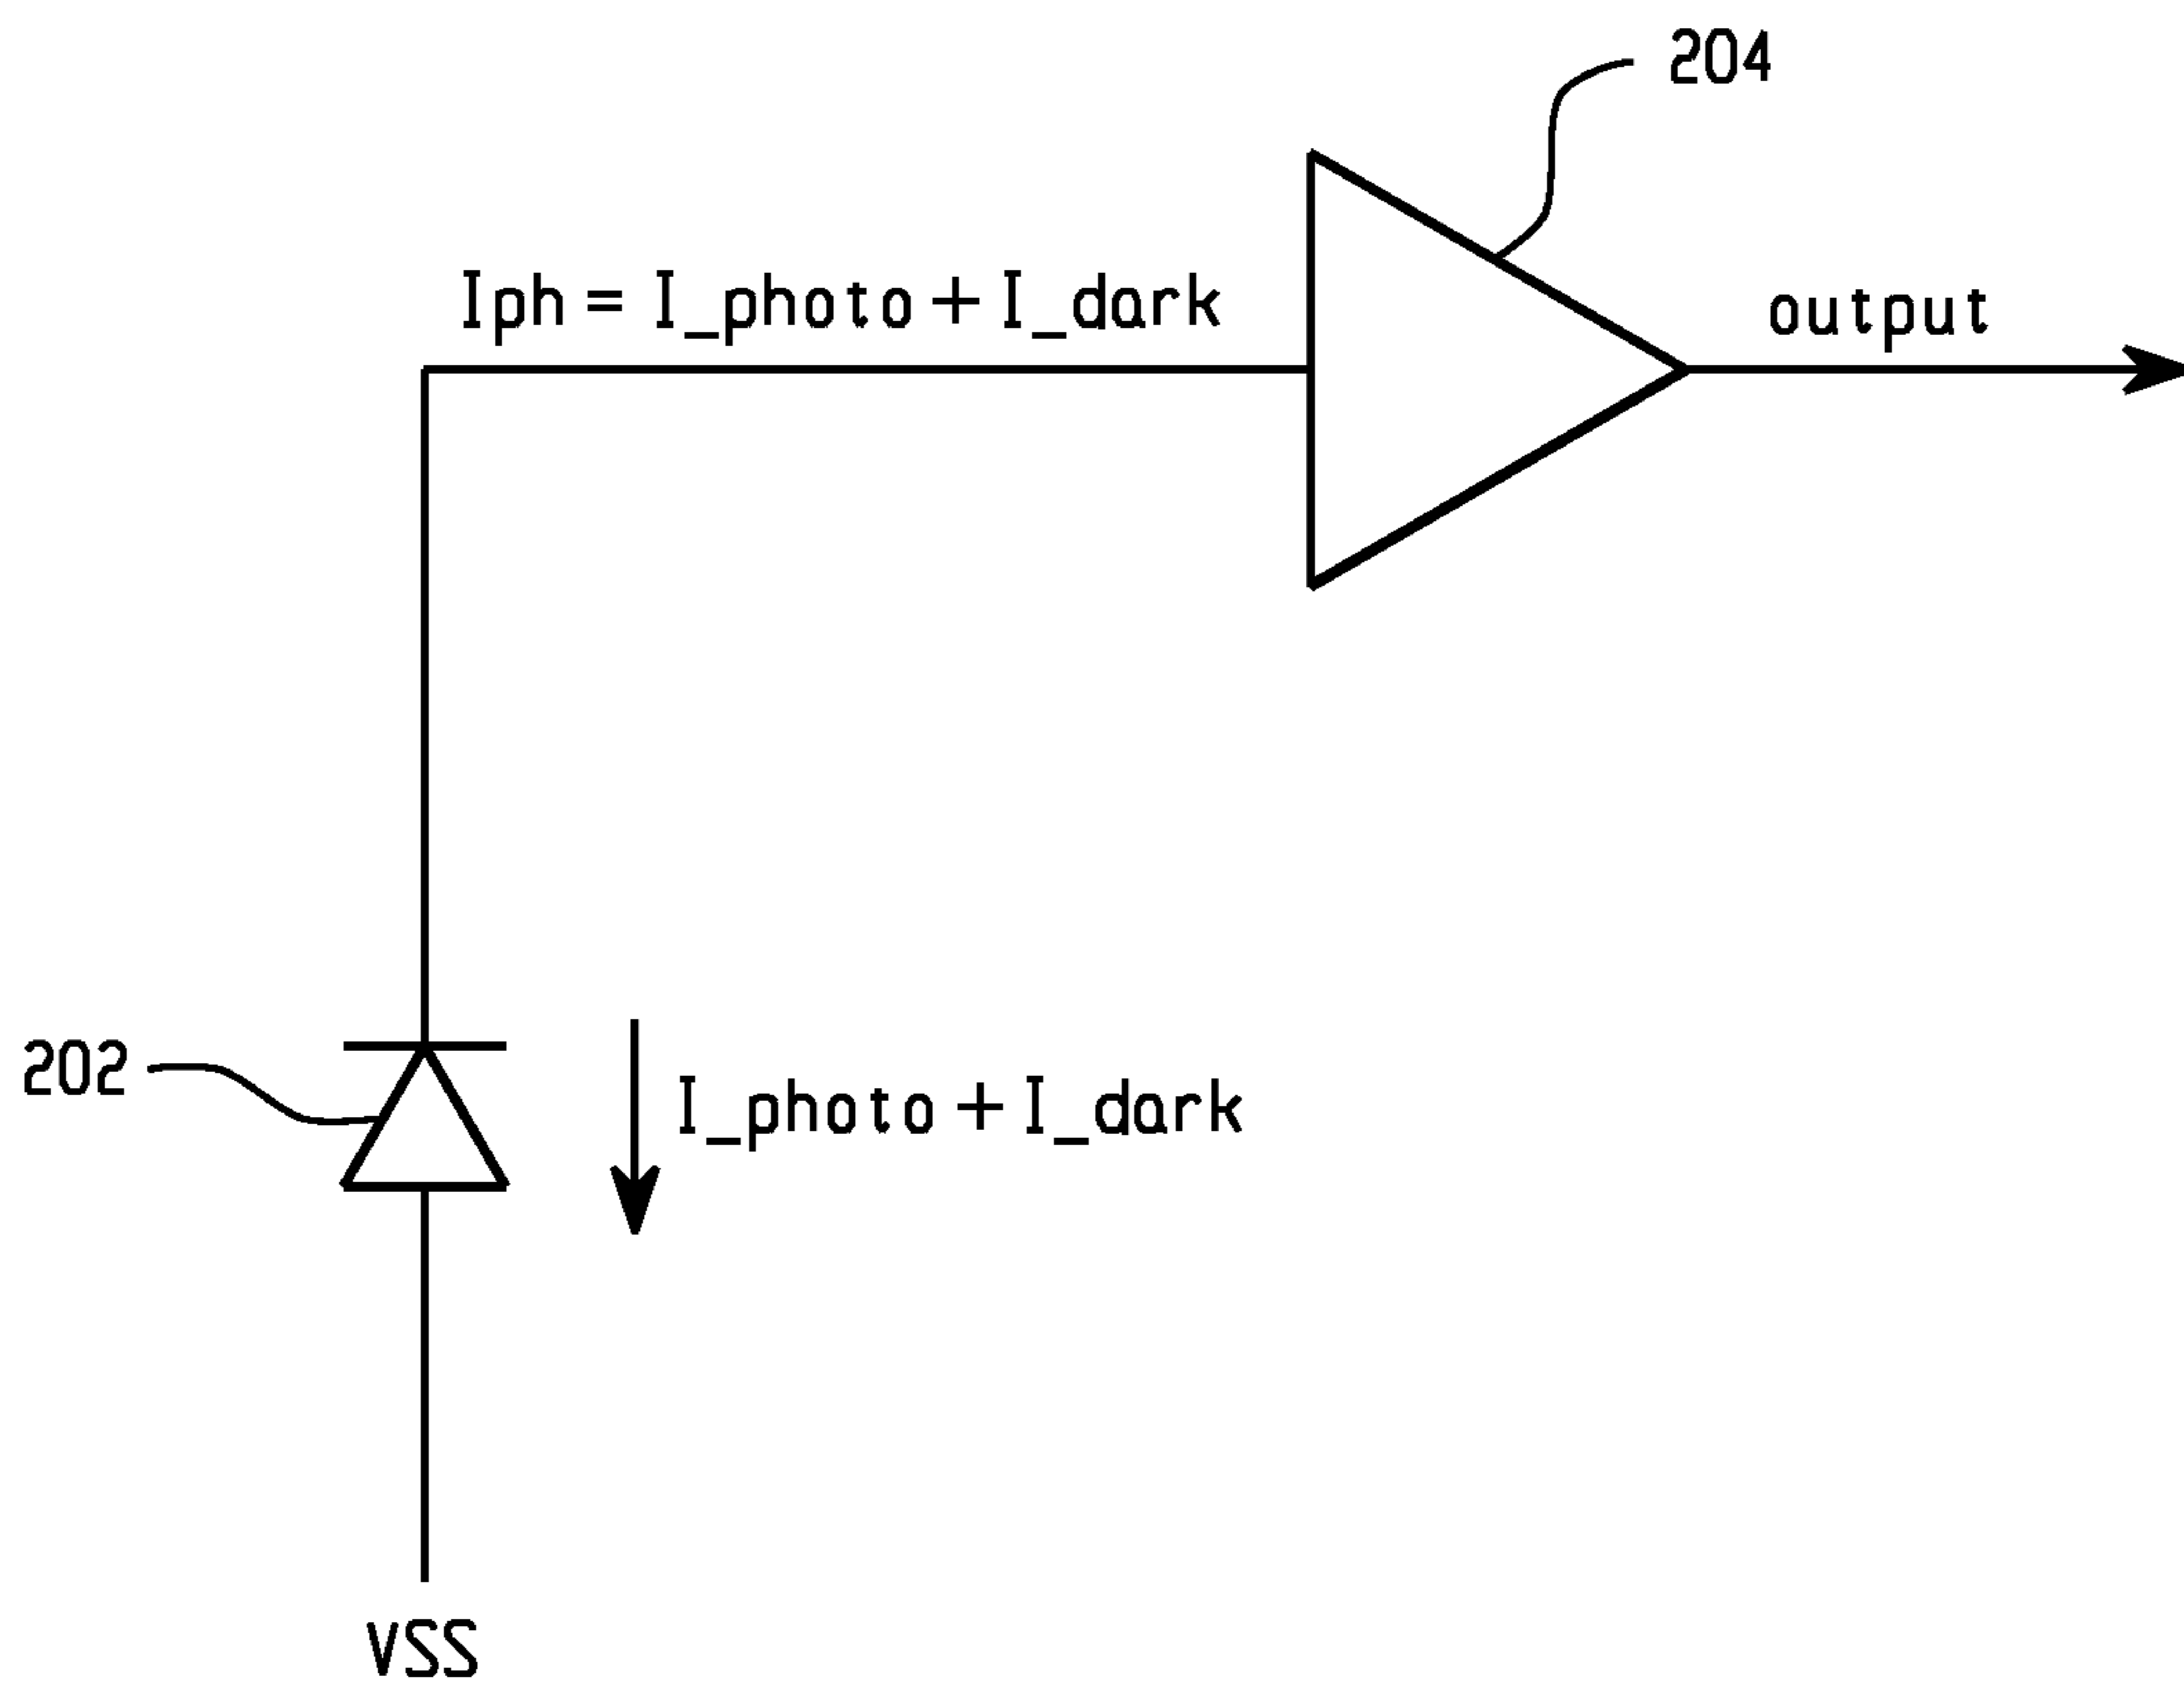 204
Iph = I_photo + I_dark
output
202
I_photo + I_dark
VSS